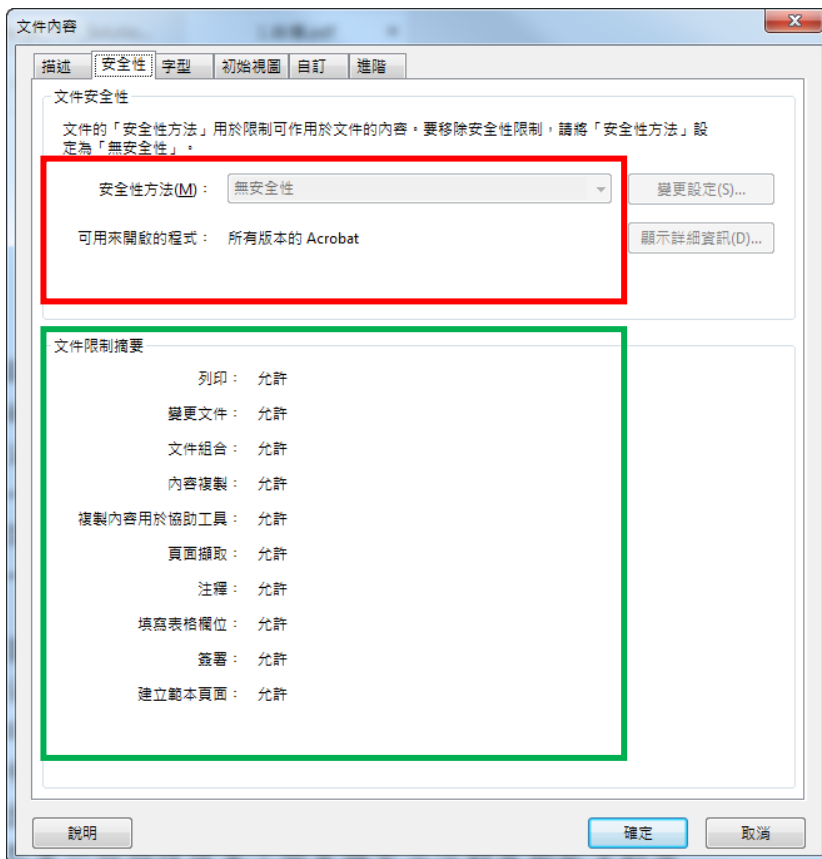 文件內容
描述 安全性 字型 初始視圖 自訂 進階
文件安全性
文件的「安全性方法」用於限制可作用於文件的內容。要移除安全性限制，請將「安全性方法」設
定為「無安全性」。
安全性方法(M)： 無安全性 變更設定(S)...
可用來開啟的程式： 所有版本的 Acrobat 顯示詳細資訊(D)...
文件限制摘要
列印： 允許
變更文件： 允許
文件組合： 允許
內容複製： 允許
複製內容用於協助工具： 允許
頁面擷取： 允許
注釋： 允許
填寫表格欄位： 允許
簽署： 允許
建立範本頁面： 允許
說明 確定 取消